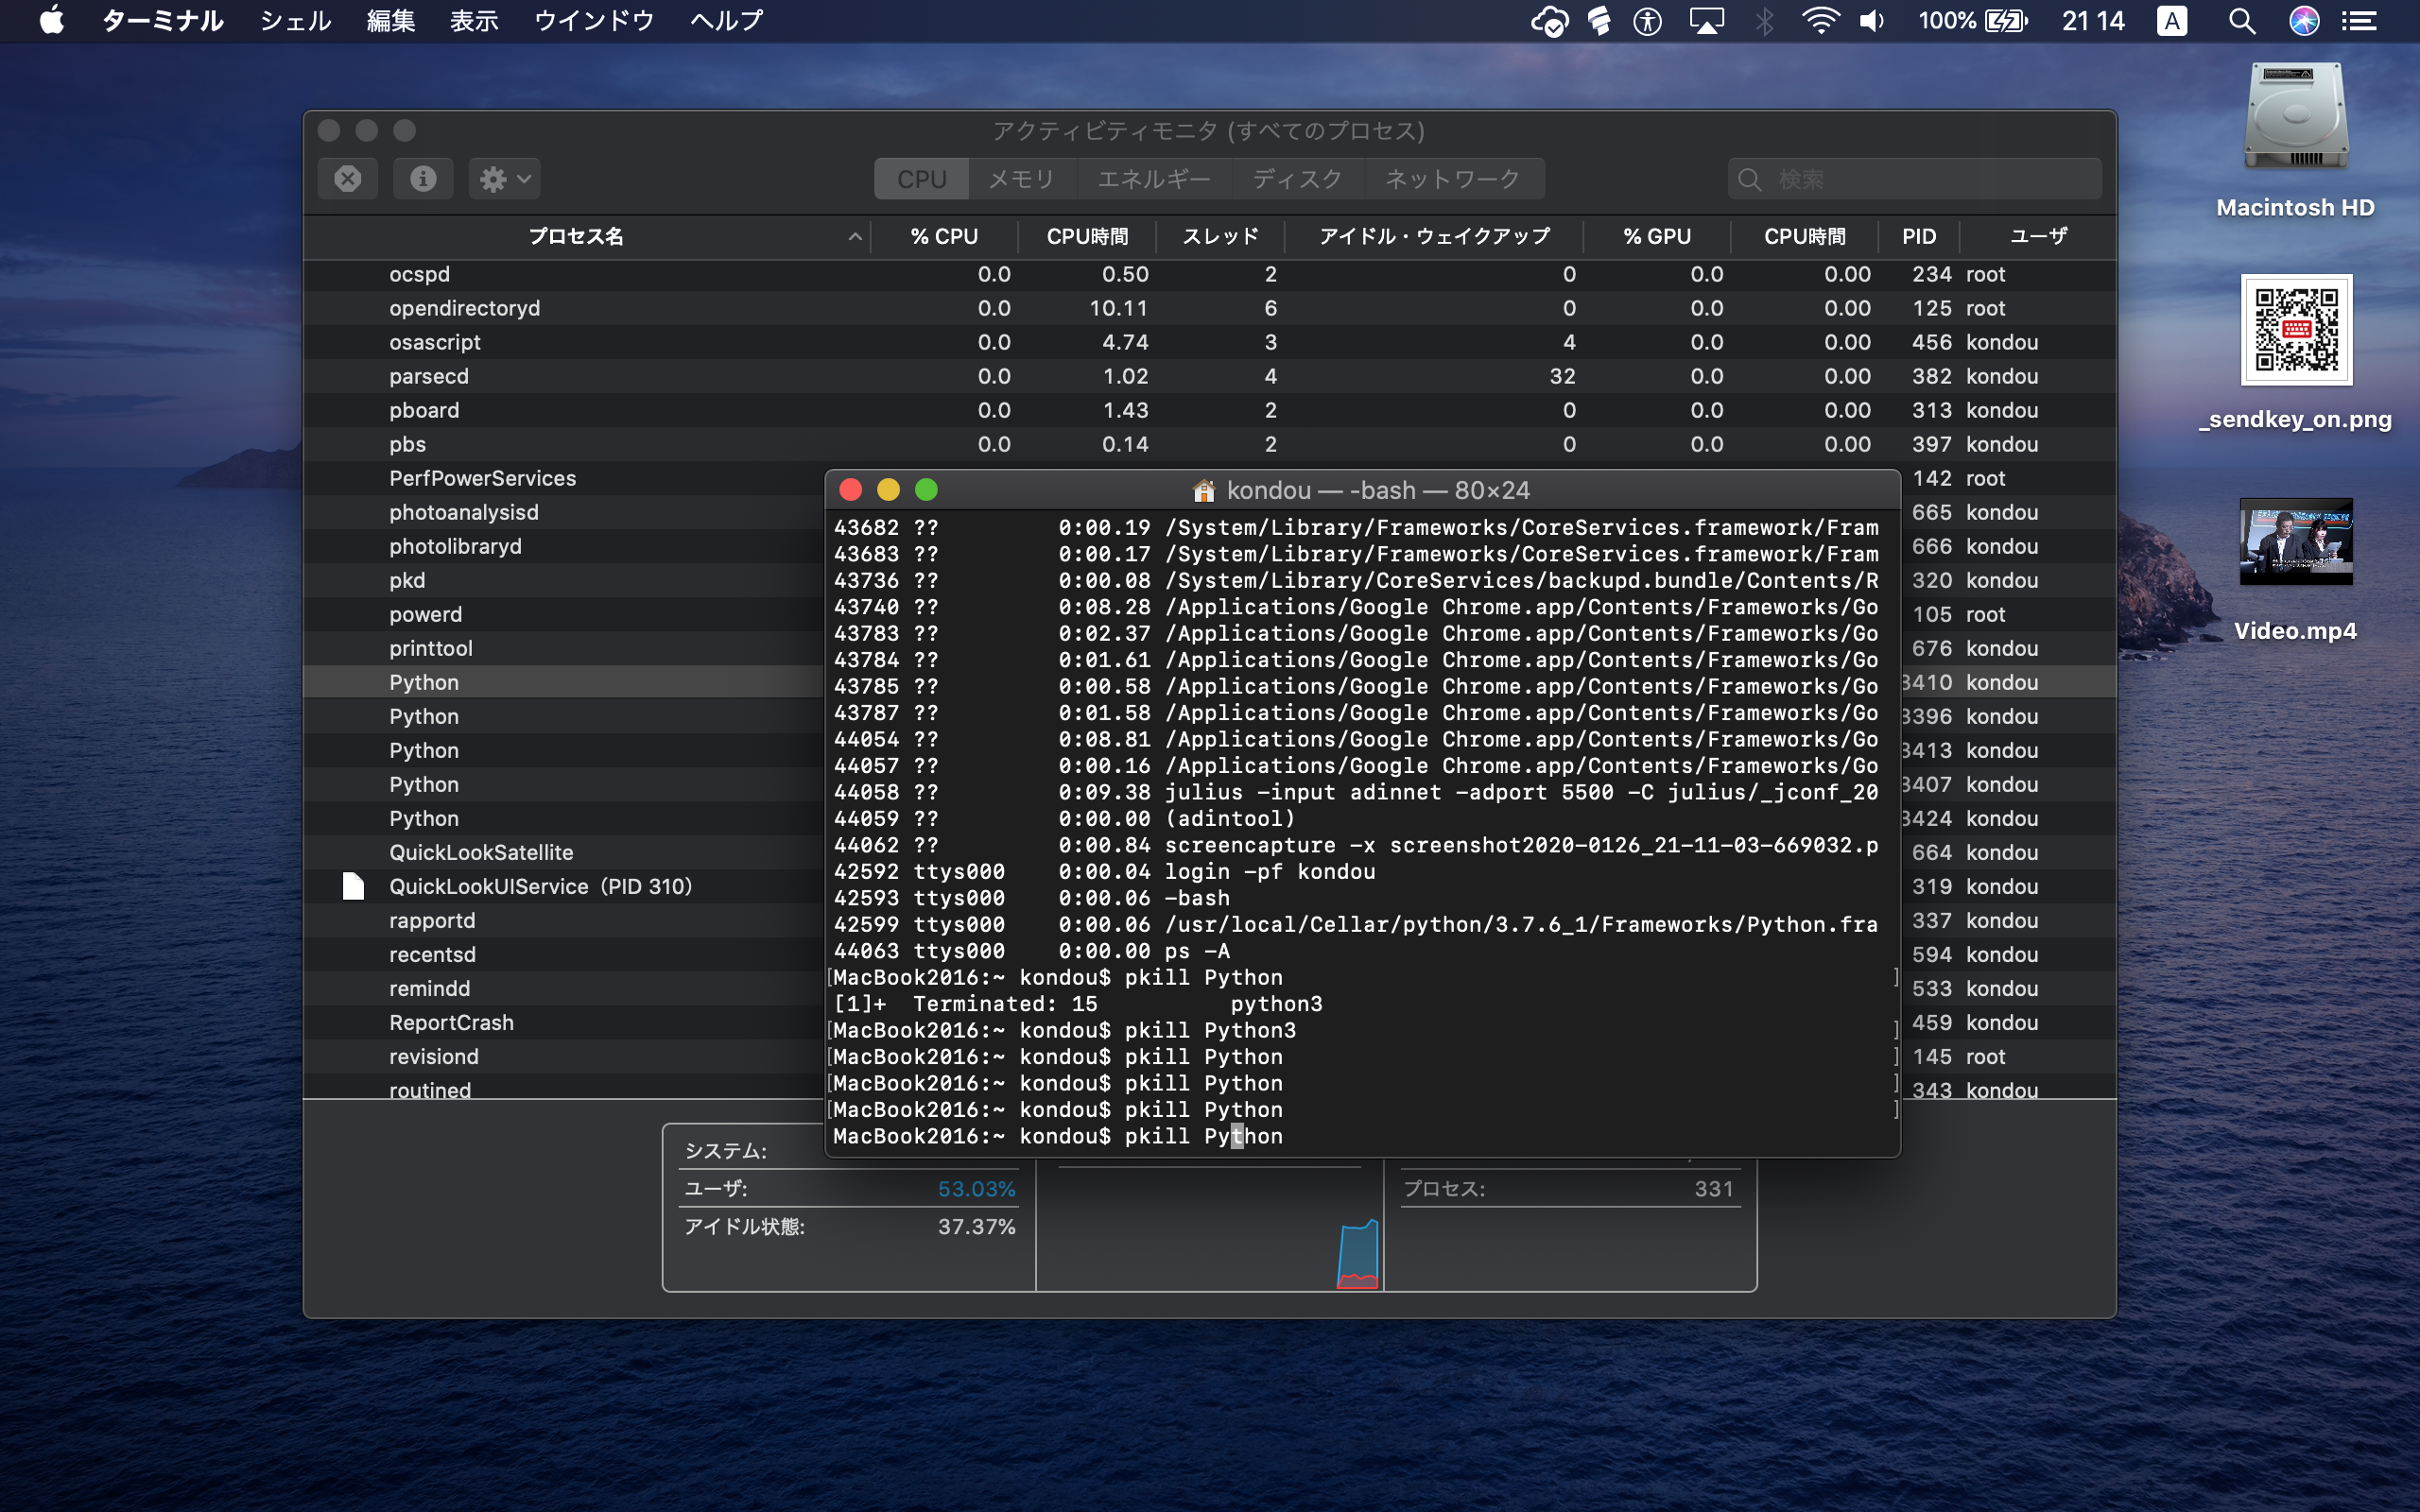 ターミナル シェル 編集 表示 ウインドウ ヘルプ 100% 21 14 A
アクティビティモニタ (すべてのプロセス)
CPU メモリ エネルギー ディスク ネットワーク 検索
プロセス名 % CPU CPU時間 スレッド アイドル・ウェイクアップ % GPU CPU時間 PID ユーザ
ocspd 0.0 0.50 2 0 0.0 0.00 234 root
opendirectoryd 0.0 10.11 6 0 0.0 0.00 125 root
osascript 0.0 4.74 3 4 0.0 0.00 456 kondou
parsecd 0.0 1.02 4 32 0.0 0.00 382 kondou
pboard 0.0 1.43 2 0 0.0 0.00 313 kondou
pbs 0.0 0.14 2 0 0.0 0.00 397 kondou
PerfPowerServices 142 root
photoanalysisd 665 kondou
photolibraryd 666 kondou
pkd 320 kondou
powerd 105 root
printtool 676 kondou
Python 3410 kondou
Python 3396 kondou
Python 3413 kondou
Python 3407 kondou
Python 3424 kondou
QuickLookSatellite 664 kondou
QuickLookUIService（PID 310） 319 kondou
rapportd 337 kondou
recentsd 594 kondou
remindd 533 kondou
ReportCrash 459 kondou
revisiond 145 root
routined 343 kondou
システム:
ユーザ: 53.03%
アイドル状態: 37.37%
プロセス: 331
kondou — -bash — 80×24
43682 ?? 0:00.19 /System/Library/Frameworks/CoreServices.framework/Fram
43683 ?? 0:00.17 /System/Library/Frameworks/CoreServices.framework/Fram
43736 ?? 0:00.08 /System/Library/CoreServices/backupd.bundle/Contents/R
43740 ?? 0:08.28 /Applications/Google Chrome.app/Contents/Frameworks/Go
43783 ?? 0:02.37 /Applications/Google Chrome.app/Contents/Frameworks/Go
43784 ?? 0:01.61 /Applications/Google Chrome.app/Contents/Frameworks/Go
43785 ?? 0:00.58 /Applications/Google Chrome.app/Contents/Frameworks/Go
43787 ?? 0:01.58 /Applications/Google Chrome.app/Contents/Frameworks/Go
44054 ?? 0:08.81 /Applications/Google Chrome.app/Contents/Frameworks/Go
44057 ?? 0:00.16 /Applications/Google Chrome.app/Contents/Frameworks/Go
44058 ?? 0:09.38 julius -input adinnet -adport 5500 -C julius/_jconf_20
44059 ?? 0:00.00 (adintool)
44062 ?? 0:00.84 screencapture -x screenshot2020-0126_21-11-03-669032.p
42592 ttys000 0:00.04 login -pf kondou
42593 ttys000 0:00.06 -bash
42599 ttys000 0:00.06 /usr/local/Cellar/python/3.7.6_1/Frameworks/Python.fra
44063 ttys000 0:00.00 ps -A
[MacBook2016:~ kondou$ pkill Python ]
[1]+ Terminated: 15 python3
[MacBook2016:~ kondou$ pkill Python3 ]
[MacBook2016:~ kondou$ pkill Python ]
[MacBook2016:~ kondou$ pkill Python ]
[MacBook2016:~ kondou$ pkill Python ]
MacBook2016:~ kondou$ pkill Python
Macintosh HD
_sendkey_on.png
Video.mp4